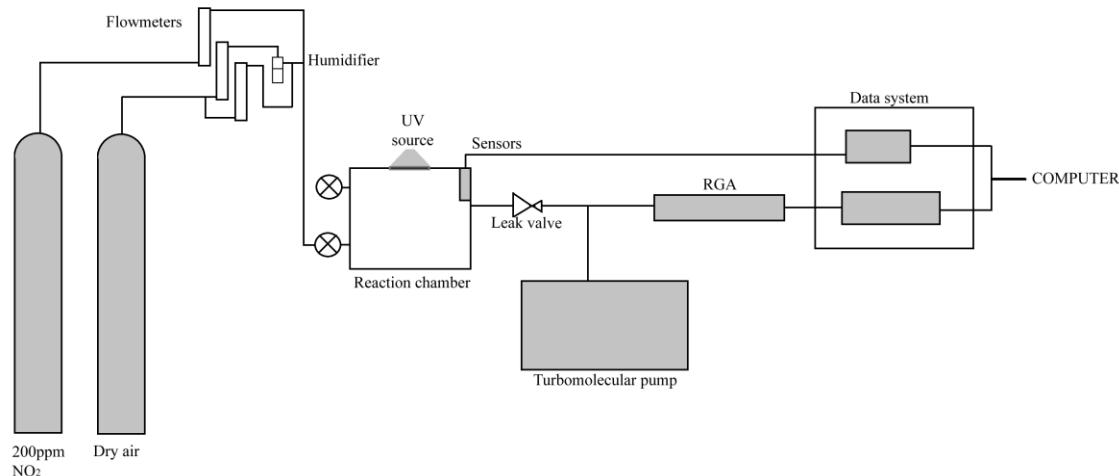 Flowmeters
Humidifier
UV
source
Sensors
Data system
RGA
COMPUTER
Leak valve
Reaction chamber
Turbomolecular pump
200ppm
NO₂
Dry air